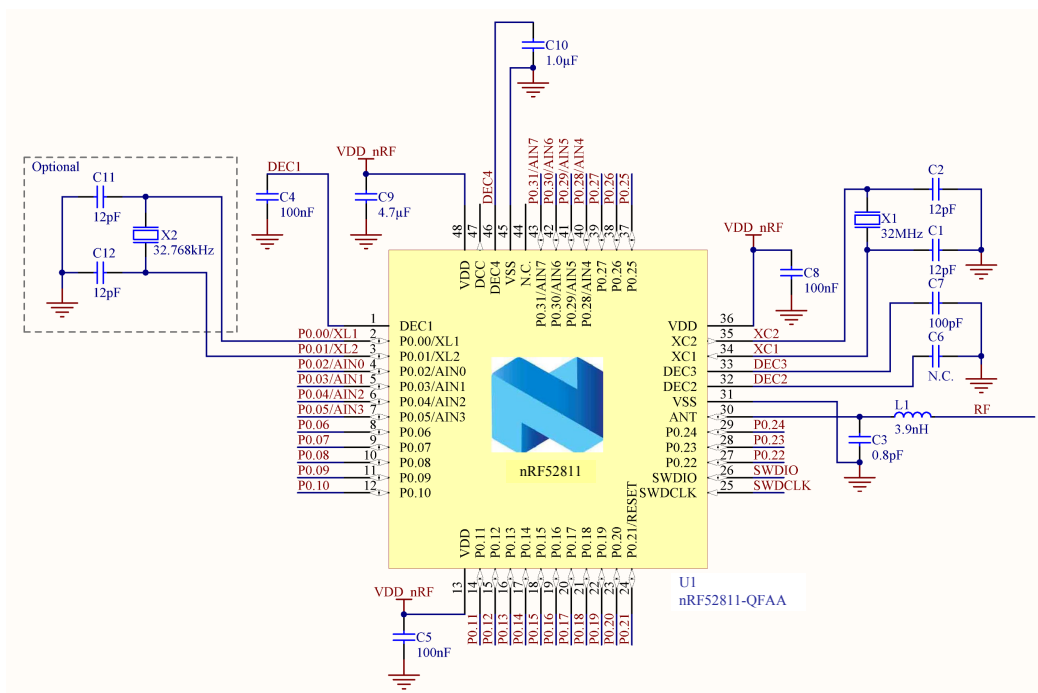 C10
1.0µF
Optional
C11
12pF
X2
32.768kHz
C12
12pF
DEC1
C4
100nF
VDD_nRF
C9
4.7µF
DEC4
P0.31/AIN7
P0.30/AIN6
P0.29/AIN5
P0.28/AIN4
P0.27
P0.26
P0.25
48
47
46
45
44
43
42
41
40
39
38
37
VDD
DCC
DEC4
VSS
N.C.
P0.31/AIN7
P0.30/AIN6
P0.29/AIN5
P0.28/AIN4
P0.27
P0.26
P0.25
C2
12pF
X1
32MHz
C1
12pF
VDD_nRF
C8
100nF
C7
100pF
C6
N.C.
1
DEC1
P0.00/XL1
2
P0.00/XL1
P0.01/XL2
3
P0.01/XL2
P0.02/AIN0
4
P0.02/AIN0
P0.03/AIN1
5
P0.03/AIN1
P0.04/AIN2
6
P0.04/AIN2
P0.05/AIN3
7
P0.05/AIN3
P0.06
8
P0.06
P0.07
9
P0.07
P0.08
10
P0.08
P0.09
11
P0.09
P0.10
12
P0.10
VDD
36
XC2
35
XC2
XC1
34
XC1
DEC3
33
DEC3
DEC2
32
DEC2
VSS
31
ANT
30
P0.24
29
P0.24
P0.23
28
P0.23
P0.22
27
P0.22
SWDIO
26
SWDIO
SWDCLK
25
SWDCLK
L1
3.9nH
RF
C3
0.8pF
nRF52811
VDD
P0.11
P0.12
P0.13
P0.14
P0.15
P0.16
P0.17
P0.18
P0.19
P0.20
P0.21/RESET
13
14
15
16
17
18
19
20
21
22
23
24
P0.11
P0.12
P0.13
P0.14
P0.15
P0.16
P0.17
P0.18
P0.19
P0.20
P0.21
VDD_nRF
C5
100nF
U1
nRF52811-QFAA